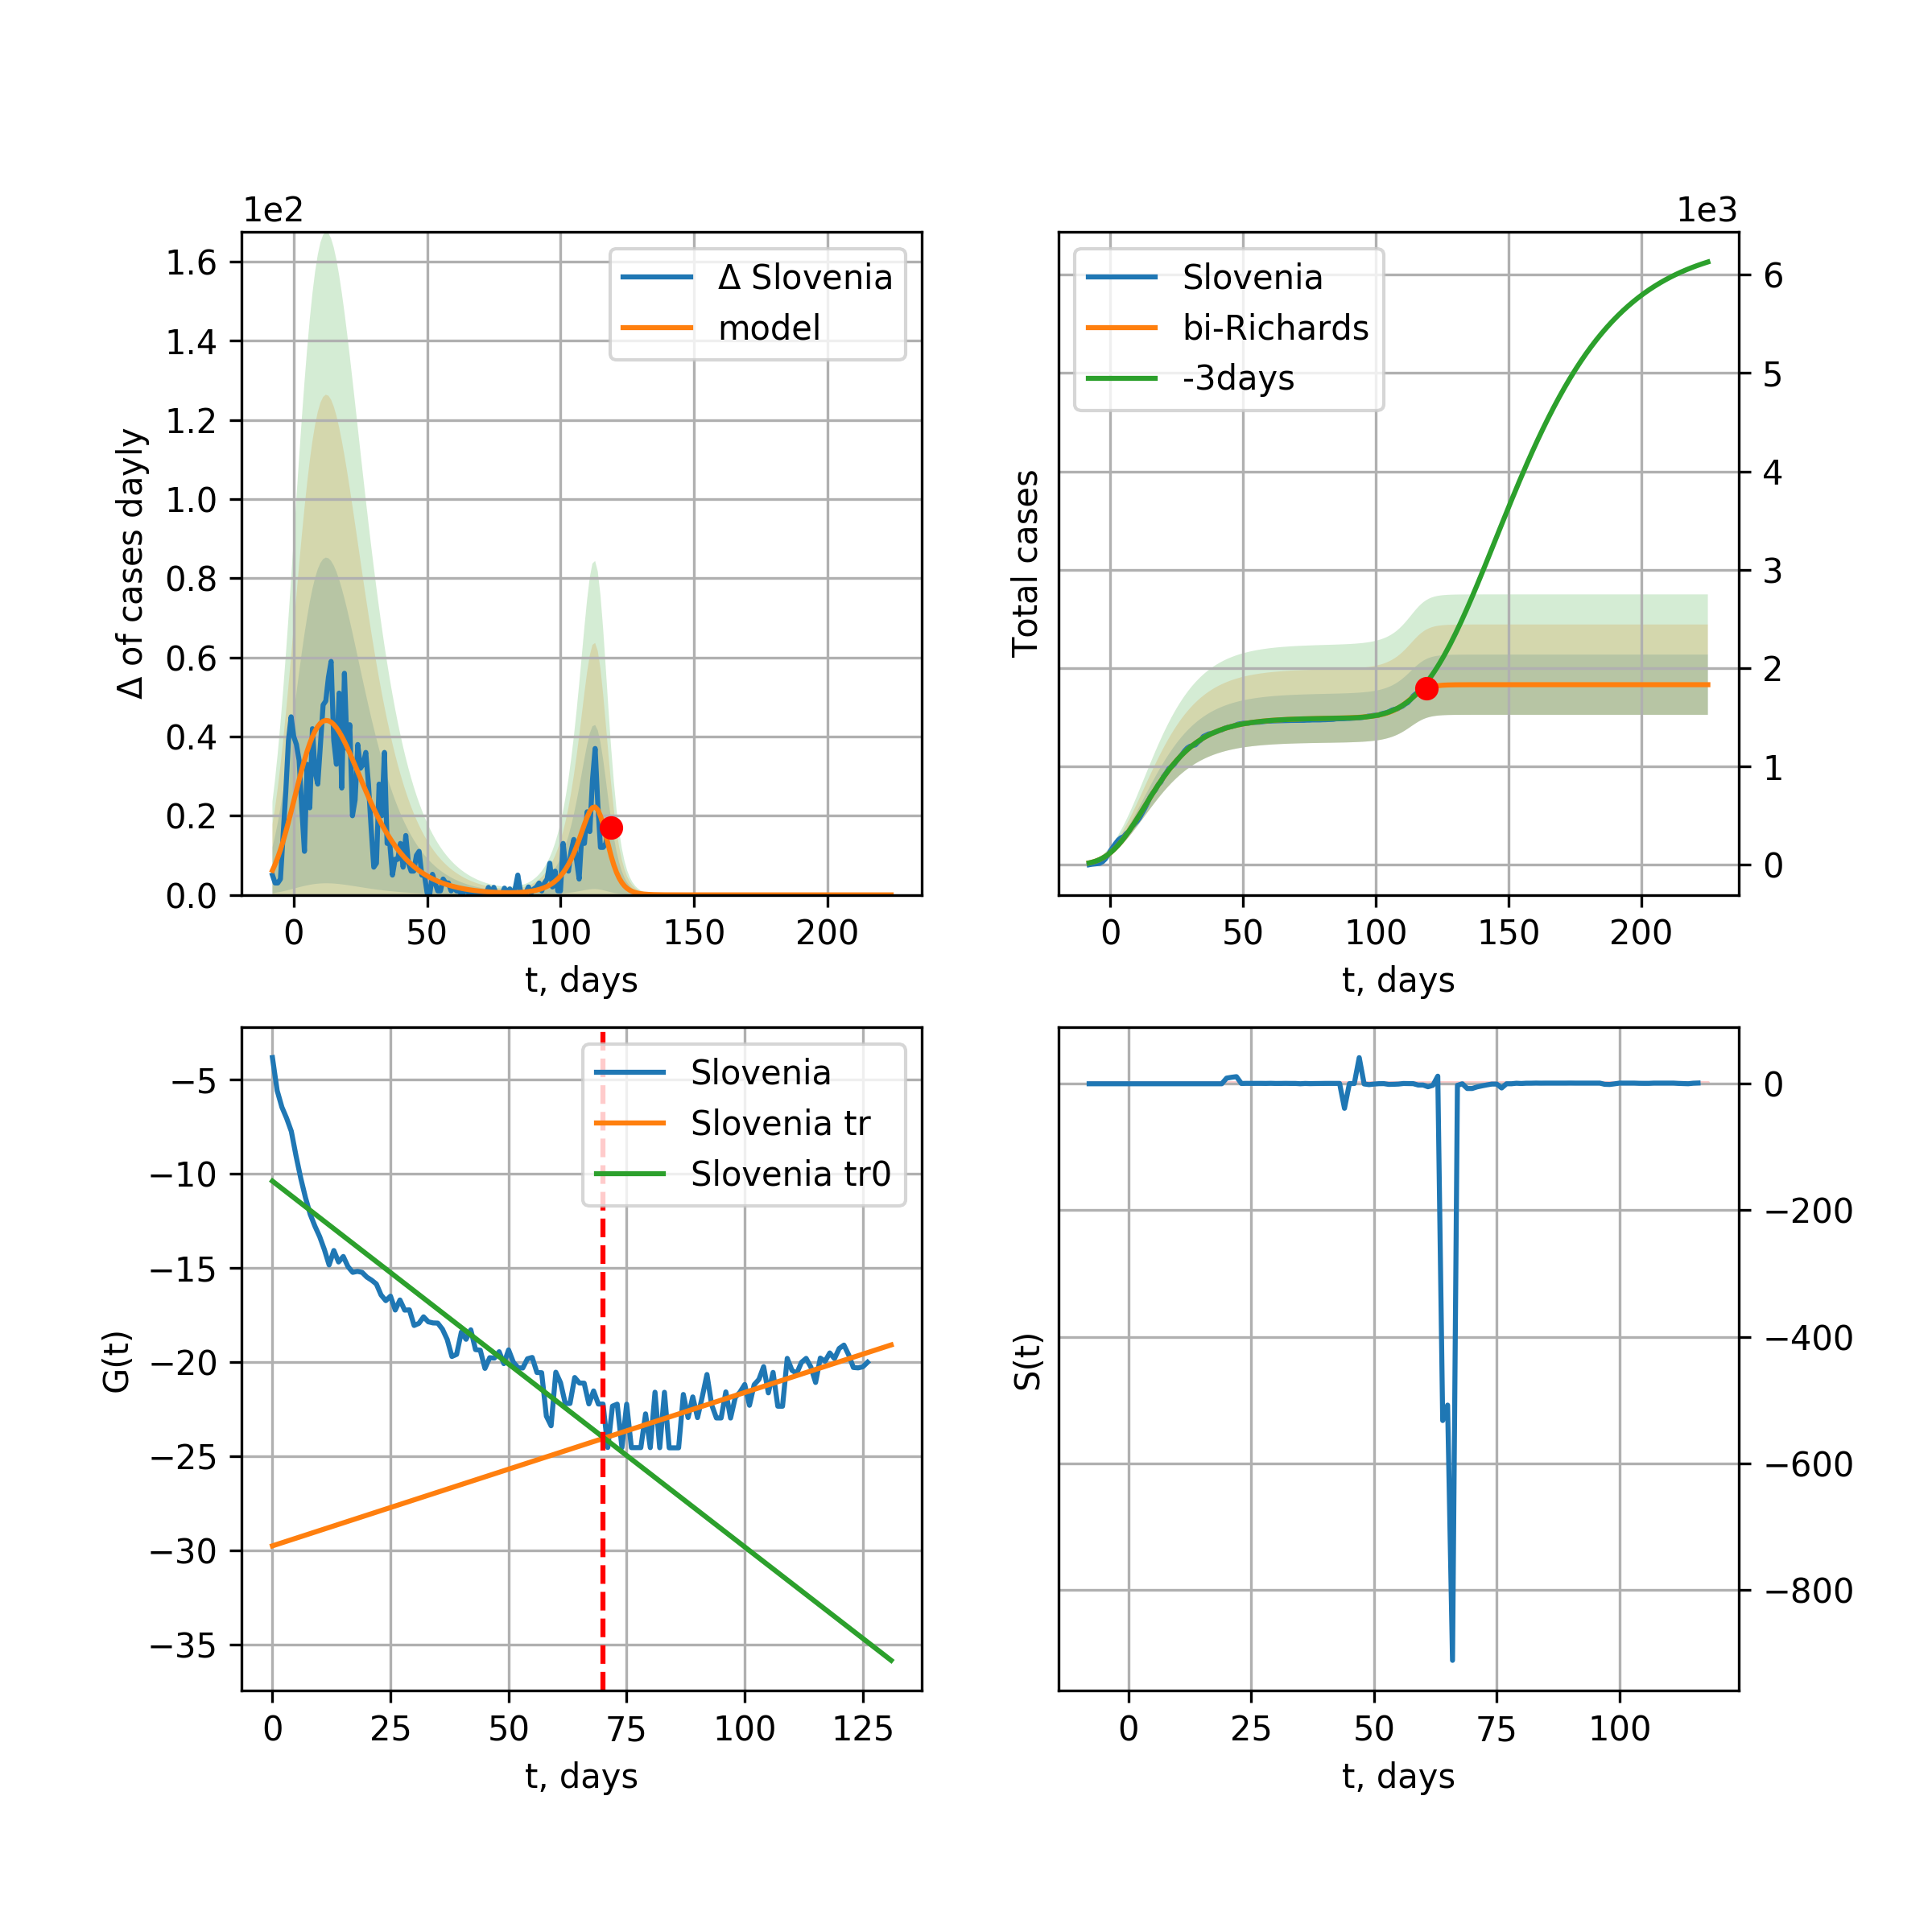 1e2
Δ of cases dayly
1.6
1.4
1.2
1.0
0.8
0.6
0.4
0.2
0.0
Δ Slovenia
model
0 50 100 150 200
t, days
1e3
Total cases
Slovenia
bi-Richards
-3days
6
5
4
3
2
1
0
0 50 100 150 200
t, days
G(t)
−5
−10
−15
−20
−25
−30
−35
Slovenia
Slovenia tr
Slovenia tr0
0 25 50 75 100 125
t, days
S(t)
0
−200
−400
−600
−800
0 25 50 75 100
t, days